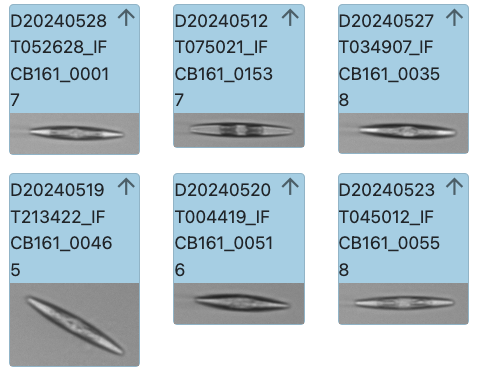 D20240528
T052628_IF
CB161_0001
7
D20240512
T075021_IF
CB161_0153
7
D20240527
T034907_IF
CB161_0035
8
D20240519
T213422_IF
CB161_0046
5
D20240520
T004419_IF
CB161_0051
6
D20240523
T045012_IF
CB161_0055
8